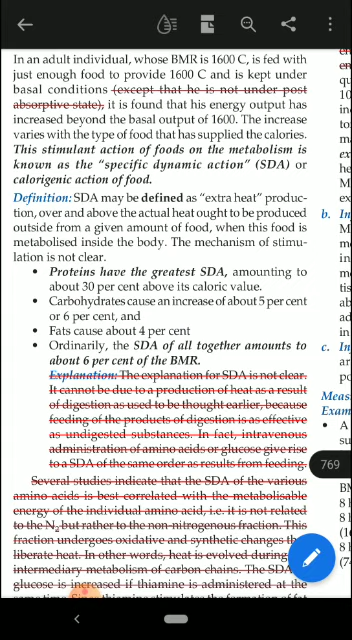 In an adult individual, whose BMR is 1600 C, is fed with
just enough food to provide 1600 C and is kept under
basal conditions (except that he is not under post
absorptive state), it is found that his energy output has
increased beyond the basal output of 1600. The increase
varies with the type of food that has supplied the calories.
This stimulant action of foods on the metabolism is
known as the "specific dynamic action" (SDA) or
calorigenic action of food.
Definition: SDA may be defined as "extra heat" produc-
tion, over and above the actual heat ought to be produced
outside from a given amount of food, when this food is
metabolised inside the body. The mechanism of stimu-
lation is not clear.
• Proteins have the greatest SDA, amounting to
about 30 per cent above its caloric value.
• Carbohydrates cause an increase of about 5 per cent
or 6 per cent, and
• Fats cause about 4 per cent
• Ordinarily, the SDA of all together amounts to
about 6 per cent of the BMR.
Explanation: The explanation for SDA is not clear.
It cannot be due to a production of heat as a result
of digestion as used to be thought earlier, because
feeding of the products of digestion is as effective
as undigested substances. In fact, intravenous
administration of amino acids or glucose give rise
to a SDA of the same order as results from feeding.
Several studies indicate that the SDA of the various
amino acids is best correlated with the metabolisable
energy of the individual amino acid, i.e. it is not related
to the N2 but rather to the non-nitrogenous fraction. This
fraction undergoes oxidative and synthetic changes
liberate heat. In other words, heat is evolved during
intermediary metabolism of carbon chains. The SDA
glucose is increased if thiamine is administered at the
b. In
c. In
Meas
Exam
• A
769
8 h
8 h